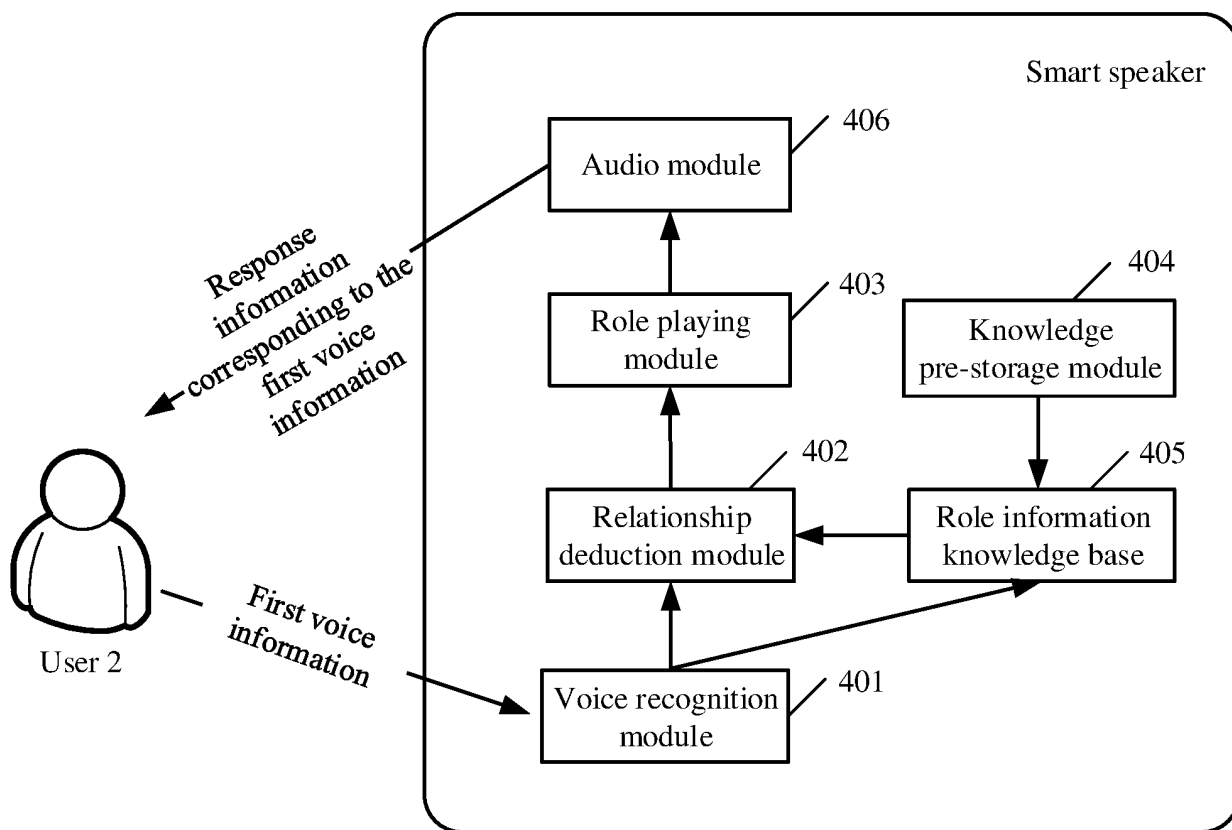 Smart speaker
406
Audio module
Response
information
corresponding to the
first voice
information
404
403
Role playing
module
Knowledge
pre-storage module
402
405
Relationship
deduction module
Role information
knowledge base
First voice
information
User 2
401
Voice recognition
module